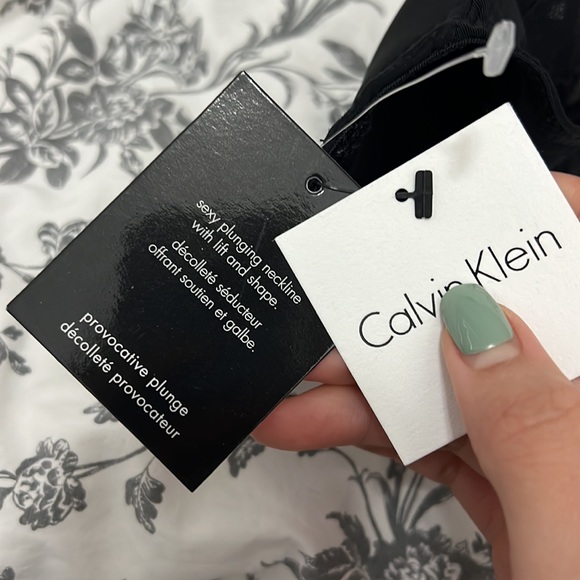 sexy plunging neckline
with lift and shape.
décolleté séducteur
offrant soutien et galbe.
provocative plunge
décolleté provocateur
Calvin Klein